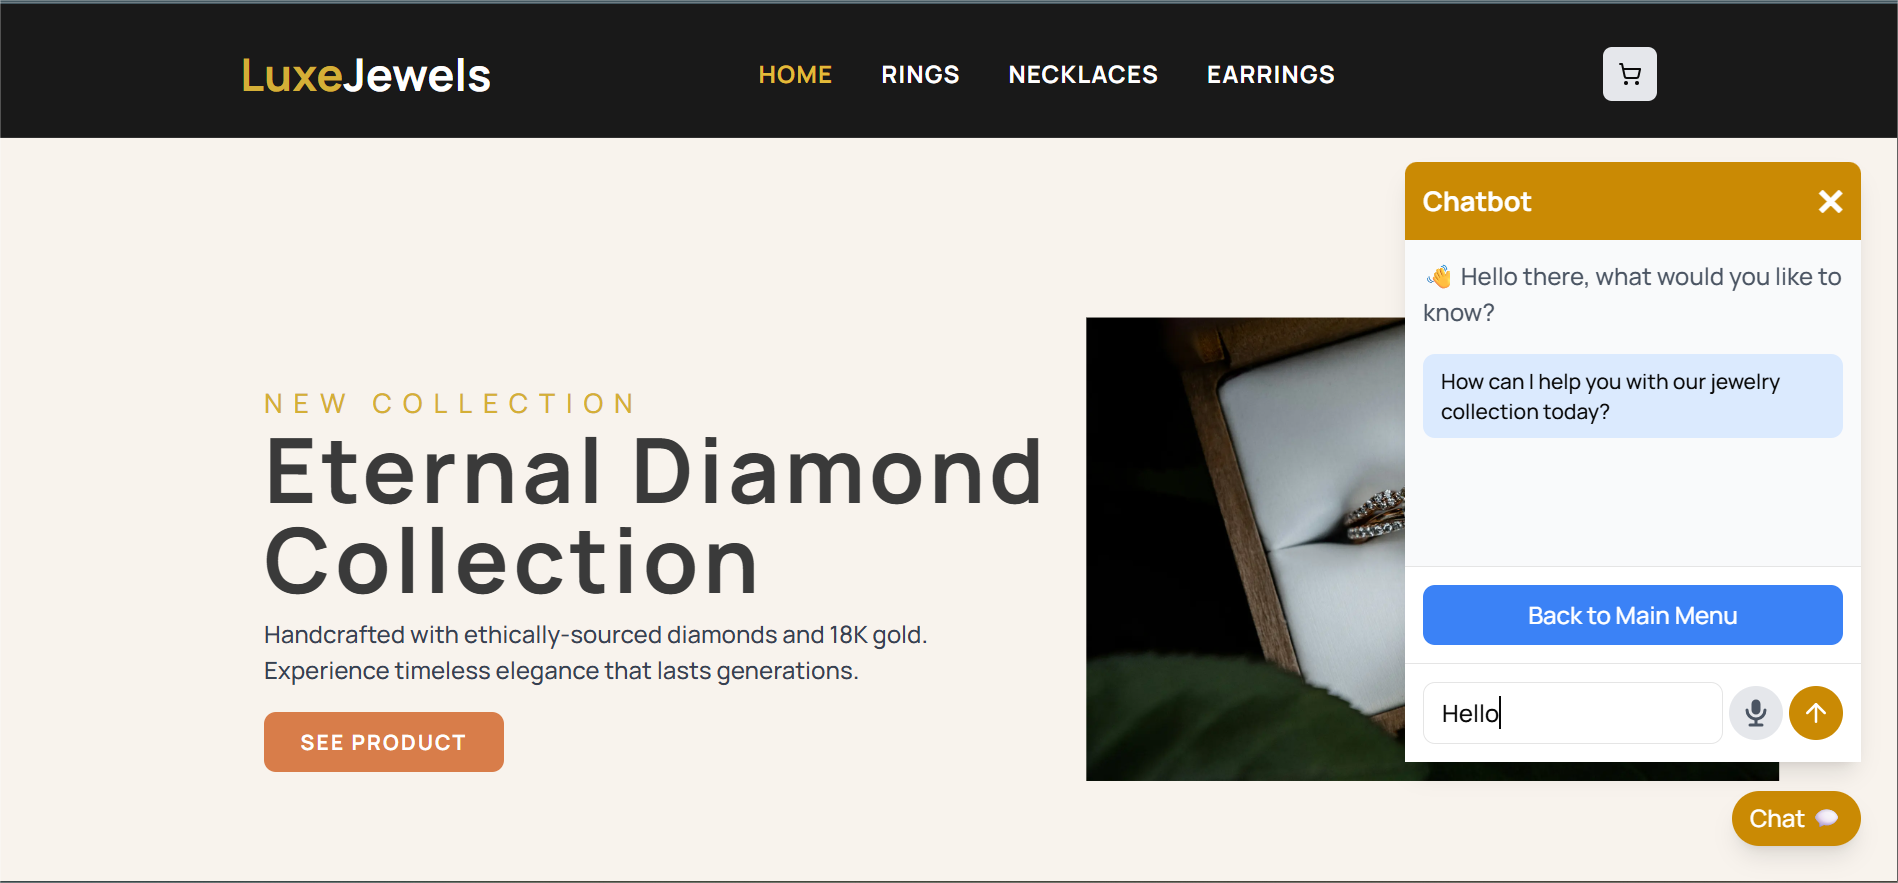 LuxeJewels
HOME
RINGS
NECKLACES
EARRINGS
NEW COLLECTION
Eternal Diamond
Collection
Handcrafted with ethically-sourced diamonds and 18K gold.
Experience timeless elegance that lasts generations.
SEE PRODUCT
Chatbot
👋 Hello there, what would you like to
know?
How can I help you with our jewelry
collection today?
Back to Main Menu
Hello
Chat 💬